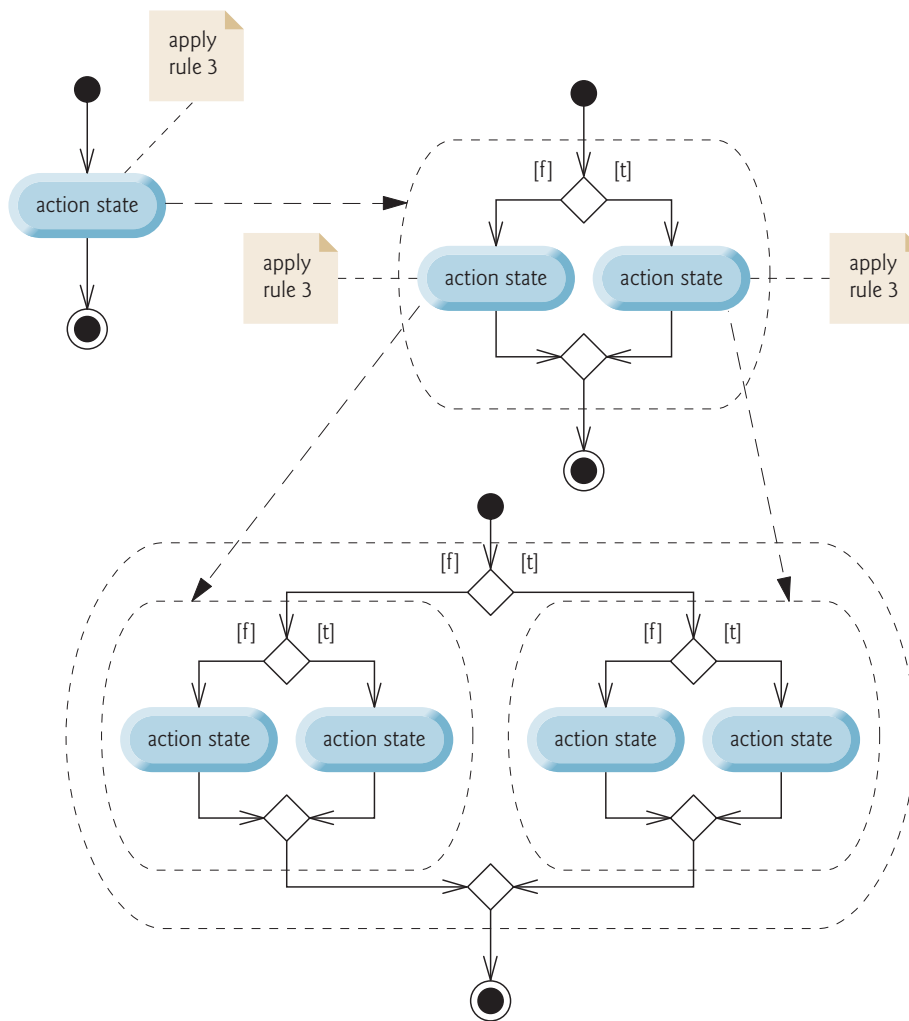 apply
rule 3
[f] [t]
action state
apply
rule 3
action state
action state
apply
rule 3
[f] [t]
[f] [t]
[f] [t]
action state
action state
action state
action state